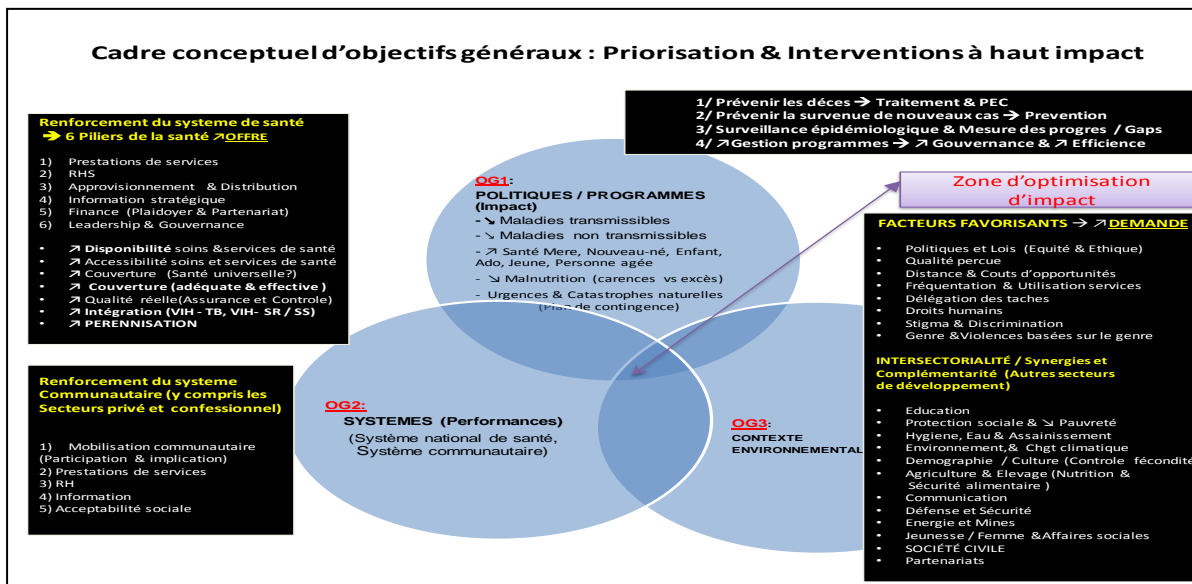 Cadre conceptuel d'objectifs généraux : Priorisation & Interventions à haut impact
Renforcement du systeme de santé
➔ 6 Piliers de la santé ↗OFFRE
1) Prestations de services
2) RHS
3) Approvisionnement & Distribution
4) Information stratégique
5) Finance (Plaidoyer & Partenariat)
6) Leadership & Gouvernance
• ↗ Disponibilité soins &services de santé
• ↗ Accessibilité soins et services de santé
• ↗ Couverture (Santé universelle?)
• ↗ Couverture (adéquate & effective )
• ↗ Qualité réelle(Assurance et Controle)
• ↗ Intégration (VIH - TB, VIH- SR / SS)
• ↗ PERENNISATION
Renforcement du systeme
Communautaire (y compris les
Secteurs privé et confessionnel)
1) Mobilisation communautaire
(Participation & implication)
2) Prestations de services
3) RH
4) Information
5) Acceptabilité sociale
1/ Prévenir les déces ➔ Traitement & PEC
2/ Prévenir la survenue de nouveaux cas ➔ Prevention
3/ Surveillance épidémiologique & Mesure des progres / Gaps
4/ ↗Gestion programmes ➔ ↗ Gouvernance & ↗ Efficience
OG1:
POLITIQUES / PROGRAMMES
(Impact)
- ↘ Maladies transmissibles
- ↘ Maladies non transmissibles
- ↗ Santé Mere, Nouveau-né, Enfant,
Ado, Jeune, Personne agée
- ↘ Malnutrition (carences vs excès)
- Urgences & Catastrophes naturelles
(Plan de contingence)
OG2:
SYSTEMES (Performances)
(Système national de santé,
Système communautaire)
OG3:
CONTEXTE
ENVIRONNEMENTAL
Zone d'optimisation
d'impact
FACTEURS FAVORISANTS → ↗ DEMANDE
• Politiques et Lois (Equité & Ethique)
• Qualité percue
• Distance & Couts d'opportunités
• Fréquentation & Utilisation services
• Délégation des taches
• Droits humains
• Stigma & Discrimination
• Genre &Violences basées sur le genre
INTERSECTORIALITÉ / Synergies et
Complémentarité (Autres secteurs
de développement)
• Education
• Protection sociale & ↘ Pauvreté
• Hygiene, Eau & Assainissement
• Environnement,& Chgt climatique
• Demographie / Culture (Controle fécondité
• Agriculture & Elevage (Nutrition &
Sécurité alimentaire )
• Communication
• Défense et Sécurité
• Energie et Mines
• Jeunesse / Femme &Affaires sociales
• SOCIÉTÉ CIVILE
• Partenariats